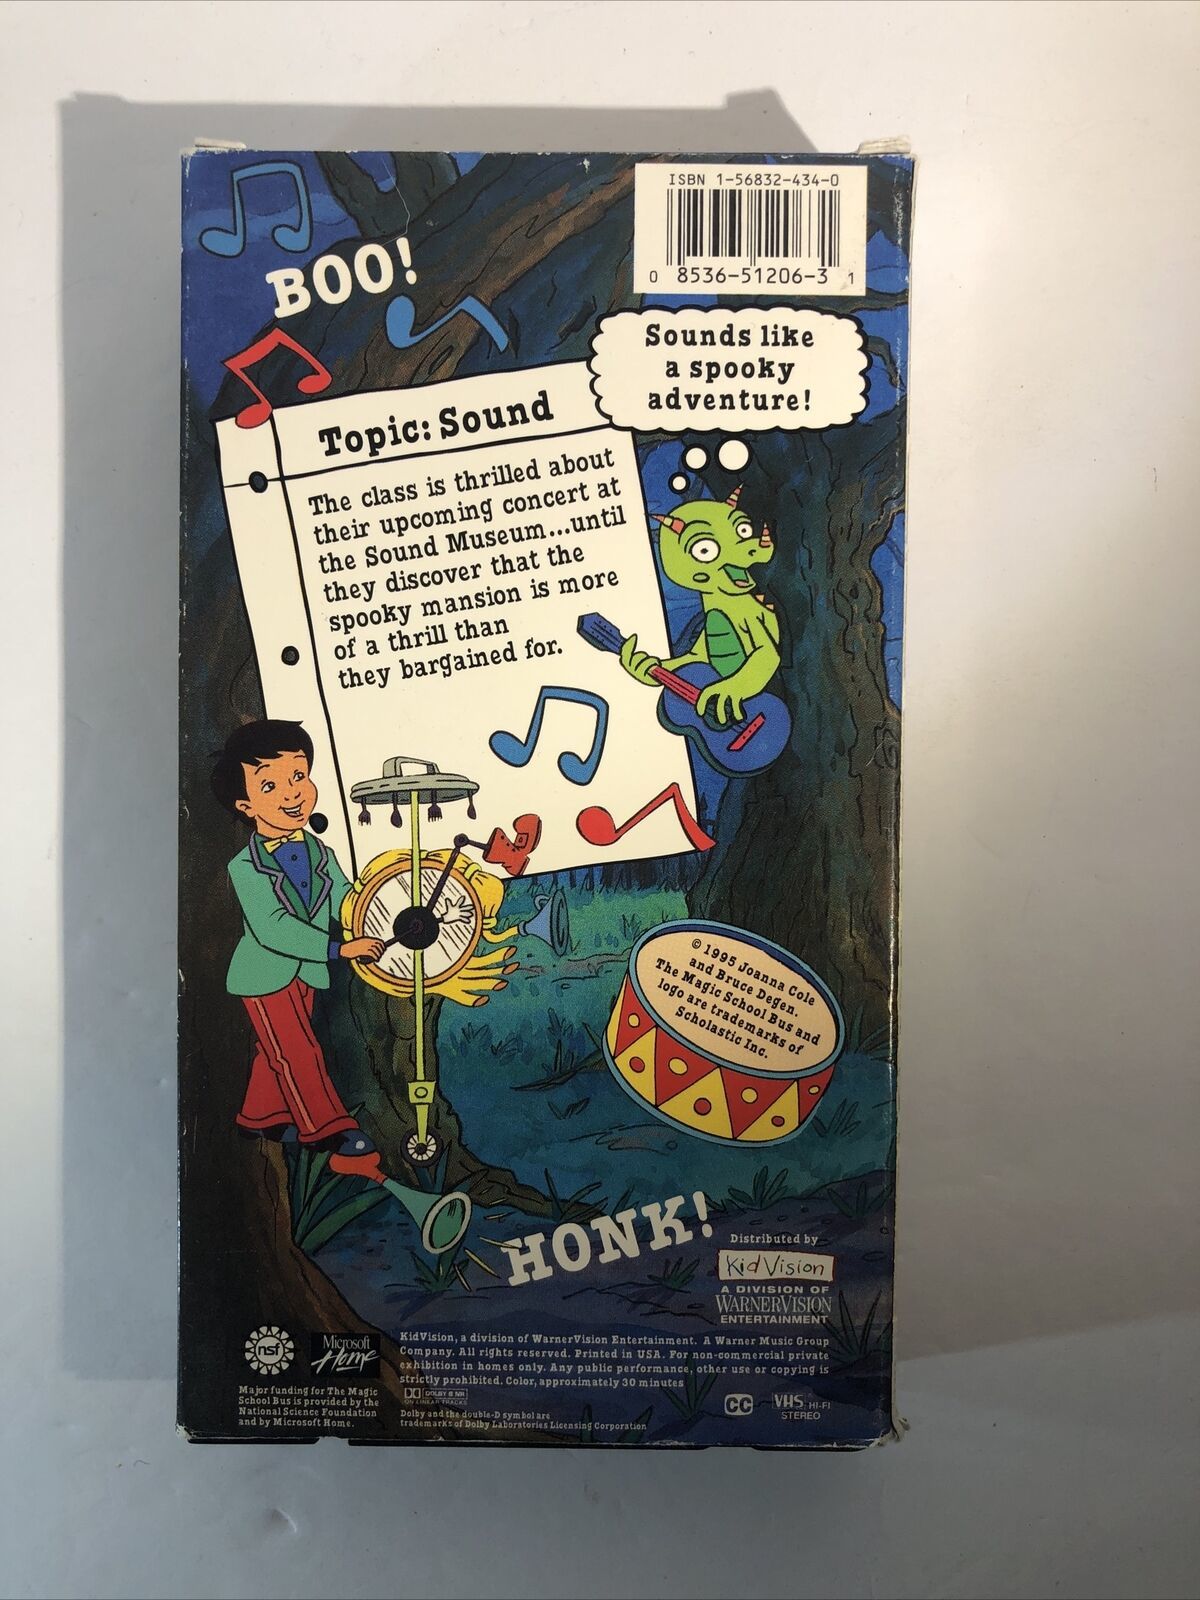 ISBN 1-56832-434-0
0 8536-51206-3 1
BOO!
Sounds like
a spooky
adventure!
Topic: Sound
The class is thrilled about
their upcoming concert at
the Sound Museum...until
they discover that the
spooky mansion is more
of a thrill than
they bargained for.
© 1995 Joanna Cole
and Bruce Degen.
The Magic School Bus and
logo are trademarks of
Scholastic Inc.
HONK!
Distributed by
KidVision
A DIVISION OF
WARNERVISION
ENTERTAINMENT
nsf
Microsoft
Home
Major funding for The Magic
School Bus is provided by the
National Science Foundation
and by Microsoft Home.
KidVision, a division of WarnerVision Entertainment. A Warner Music Group
Company. All rights reserved. Printed in USA. For non-commercial private
exhibition in homes only. Any public performance, other use or copying is
strictly prohibited. Color, approximately 30 minutes
DOLBY B NR
ON LINEAR TRACKS
Dolby and the double-D symbol are
trademarks of Dolby Laboratories Licensing Corporation
CC
VHS HI-FI
STEREO